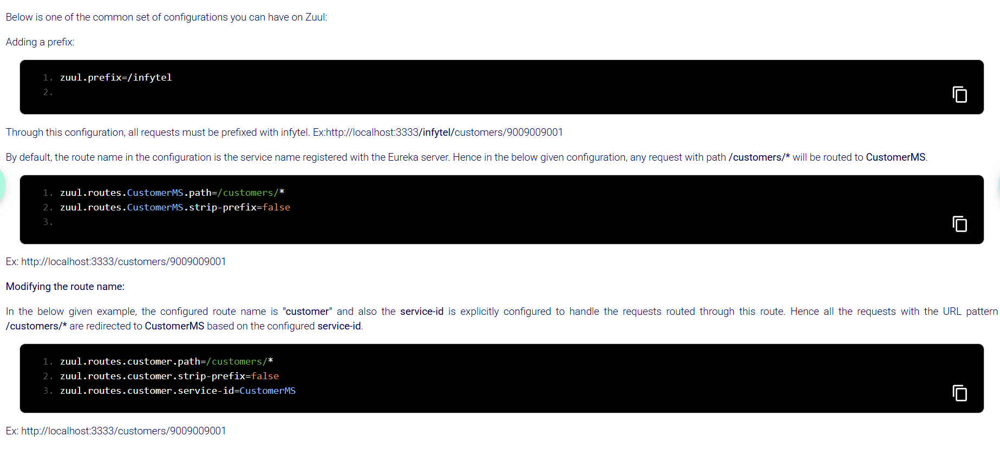 Below is one of the common set of configurations you can have on Zuul:
Adding a prefix:
1. zuul.prefix=/infytel
2.
Through this configuration, all requests must be prefixed with infytel. Ex:http://localhost:3333/infytel/customers/9009009001
By default, the route name in the configuration is the service name registered with the Eureka server. Hence in the below given configuration, any request with path /customers/* will be routed to CustomerMS.
1. zuul.routes.CustomerMS.path=/customers/*
2. zuul.routes.CustomerMS.strip-prefix=false
3.
Ex: http://localhost:3333/customers/9009009001
Modifying the route name:
In the below given example, the configured route name is "customer" and also the service-id is explicitly configured to handle the requests routed through this route. Hence all the requests with the URL pattern
/customers/* are redirected to CustomerMS based on the configured service-id.
1. zuul.routes.customer.path=/customers/*
2. zuul.routes.customer.strip-prefix=false
3. zuul.routes.customer.service-id=CustomerMS
Ex: http://localhost:3333/customers/9009009001